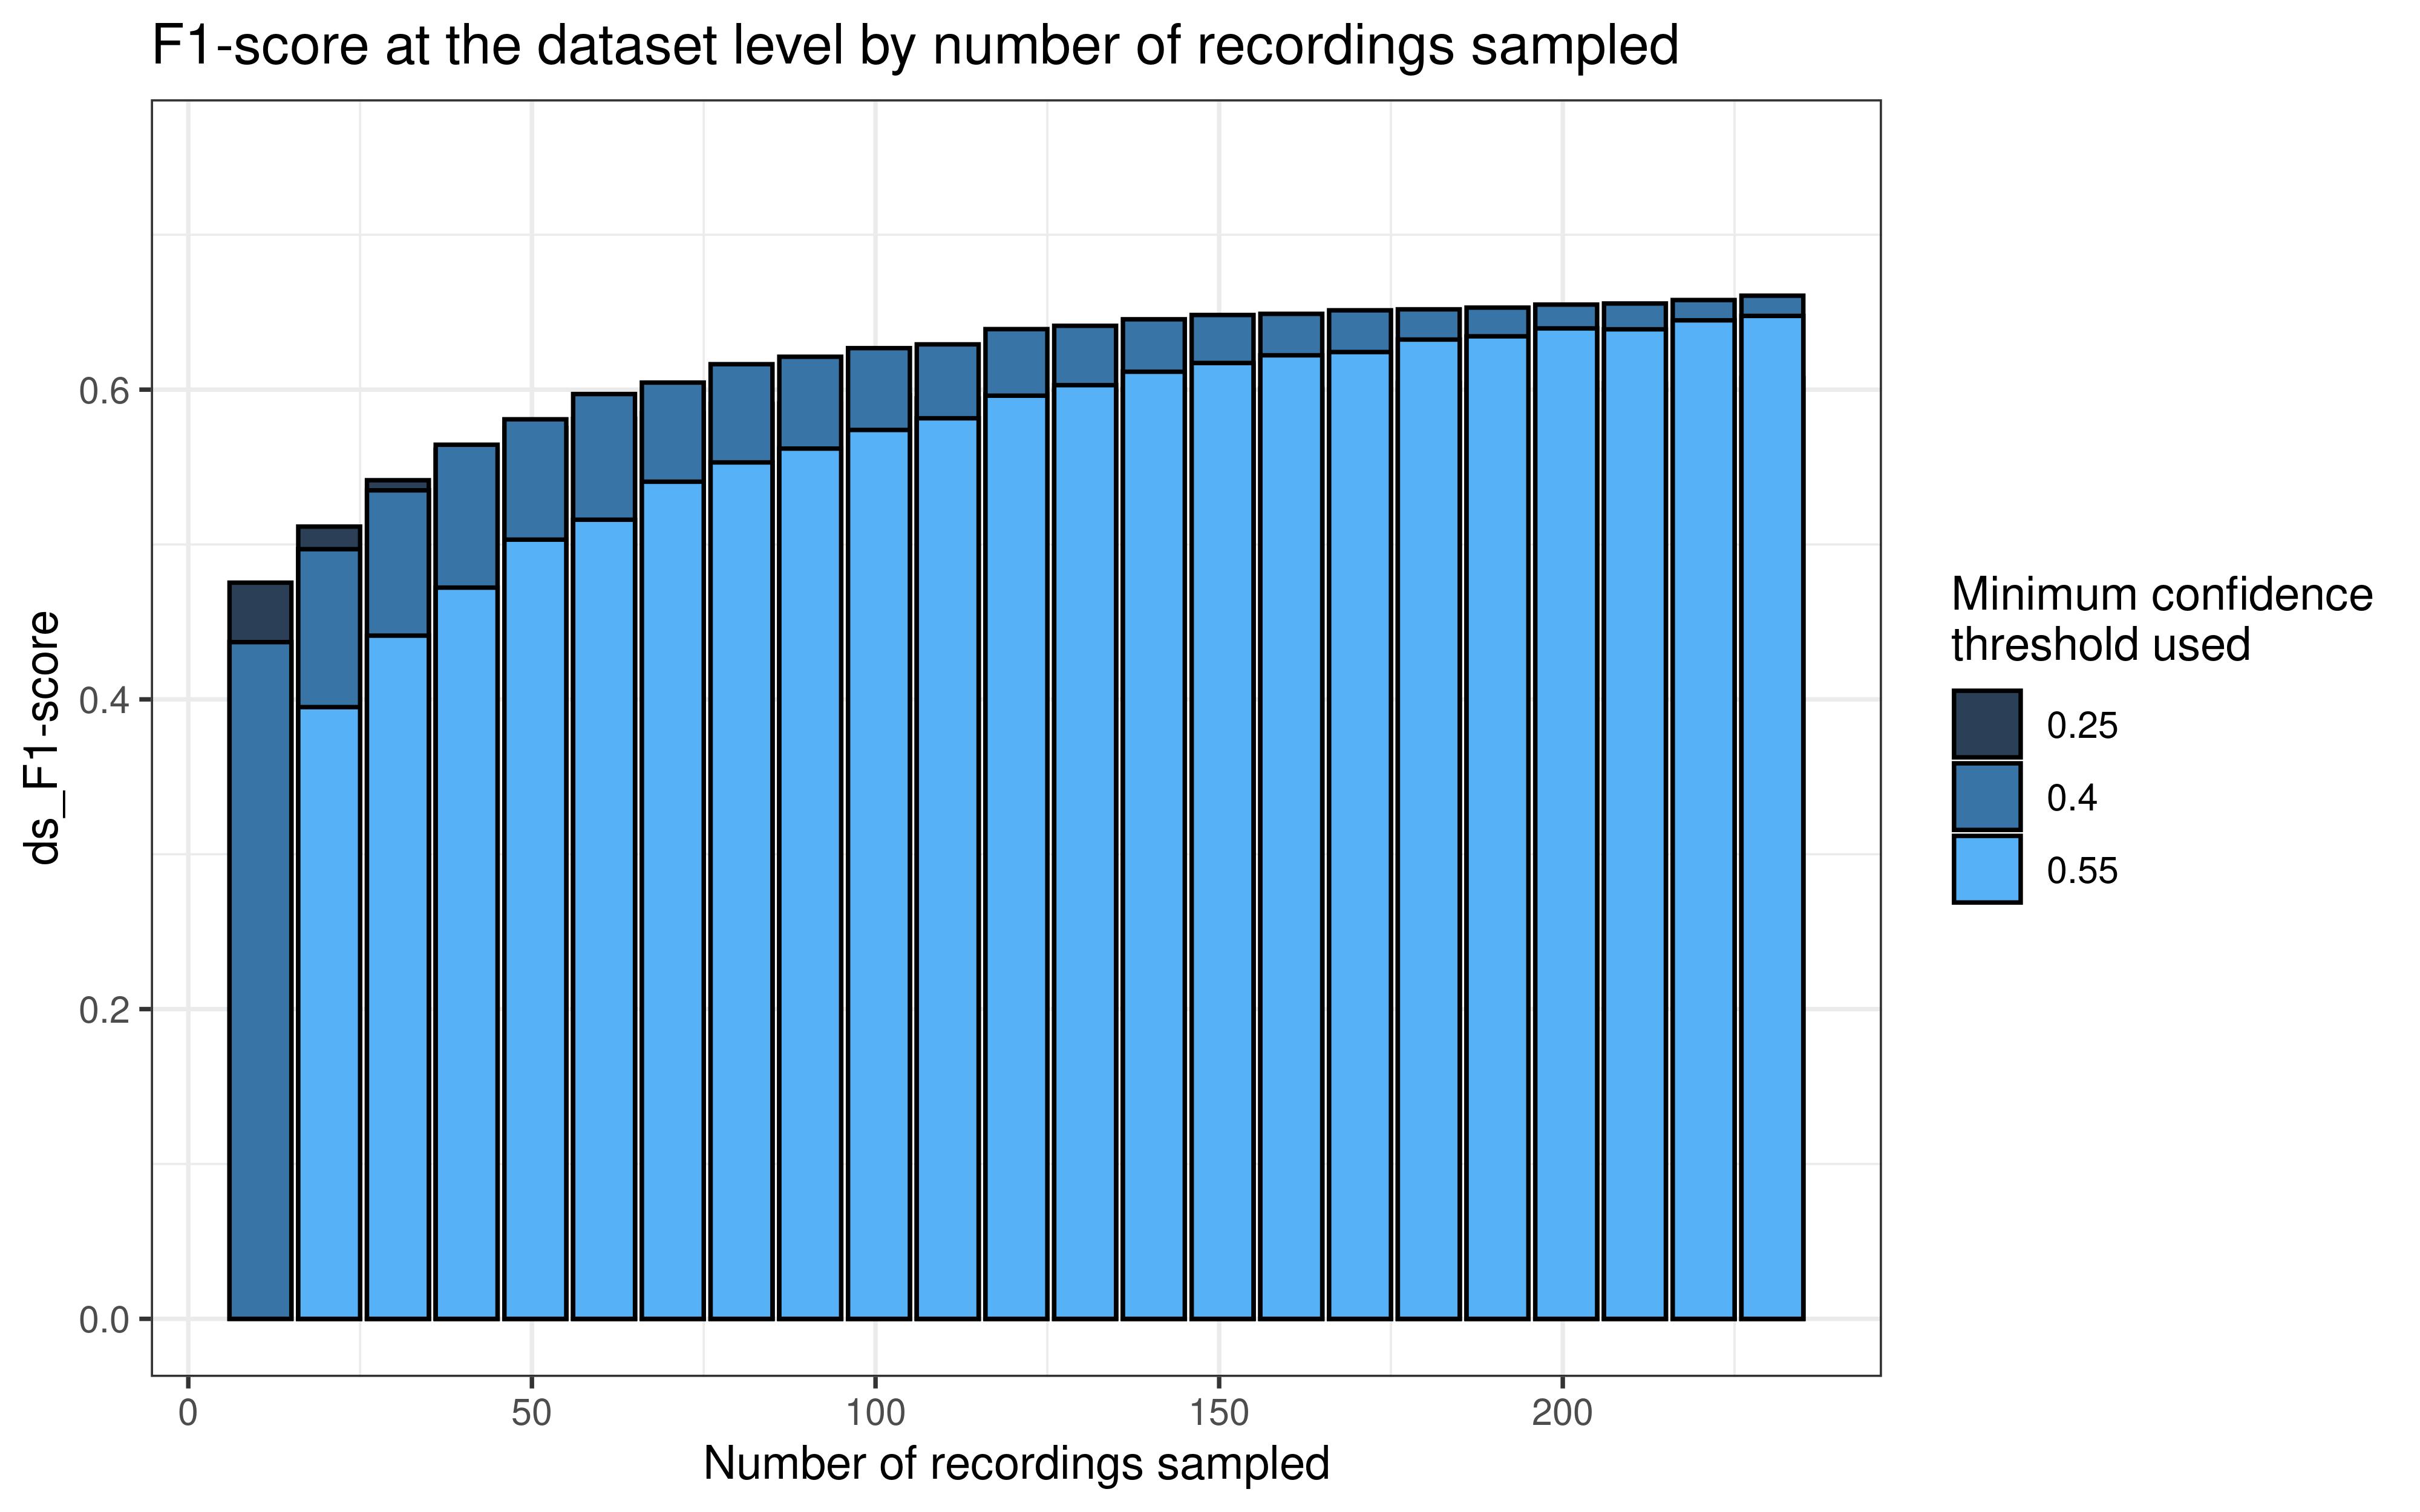 F1-score at the dataset level by number of recordings sampled
ds_F1-score
0.6
0.4
0.2
0.0
0
50
100
150
200
Number of recordings sampled
Minimum confidence
threshold used
0.25
0.4
0.55